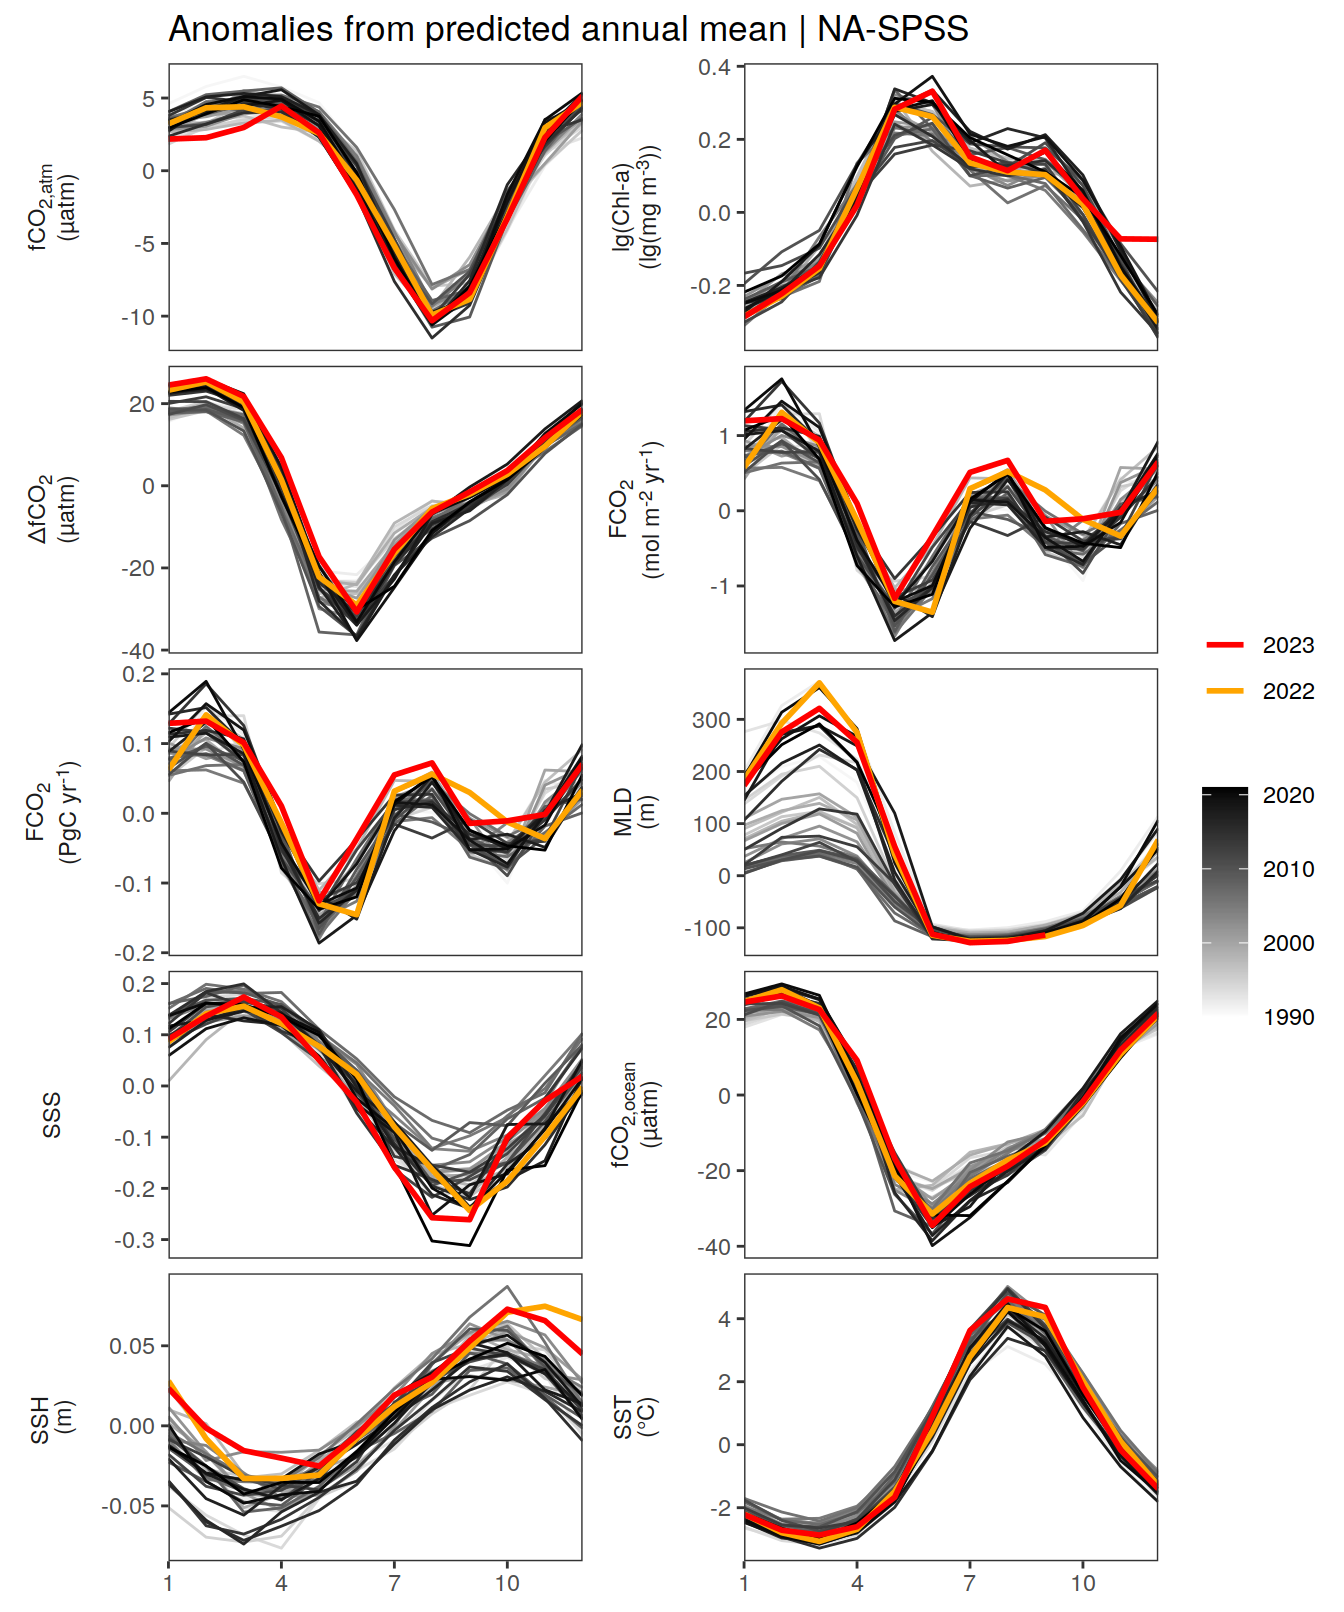 Anomalies from predicted annual mean | NA-SPSS
fCO2,atm
(µatm)
5
0
-5
-10
lg(Chl-a)
(lg(mg m-3))
0.4
0.2
0.0
-0.2
ΔfCO2
(µatm)
20
0
-20
-40
FCO2
(mol m-2 yr-1)
1
0
-1
FCO2
(PgC yr-1)
0.2
0.1
0.0
-0.1
-0.2
MLD
(m)
300
200
100
0
-100
SSS
0.2
0.1
0.0
-0.1
-0.2
-0.3
fCO2,ocean
(µatm)
20
0
-20
-40
SSH
(m)
0.05
0.00
-0.05
1 4 7 10
SST
(°C)
4
2
0
-2
1 4 7 10
2023
2022
2020
2010
2000
1990